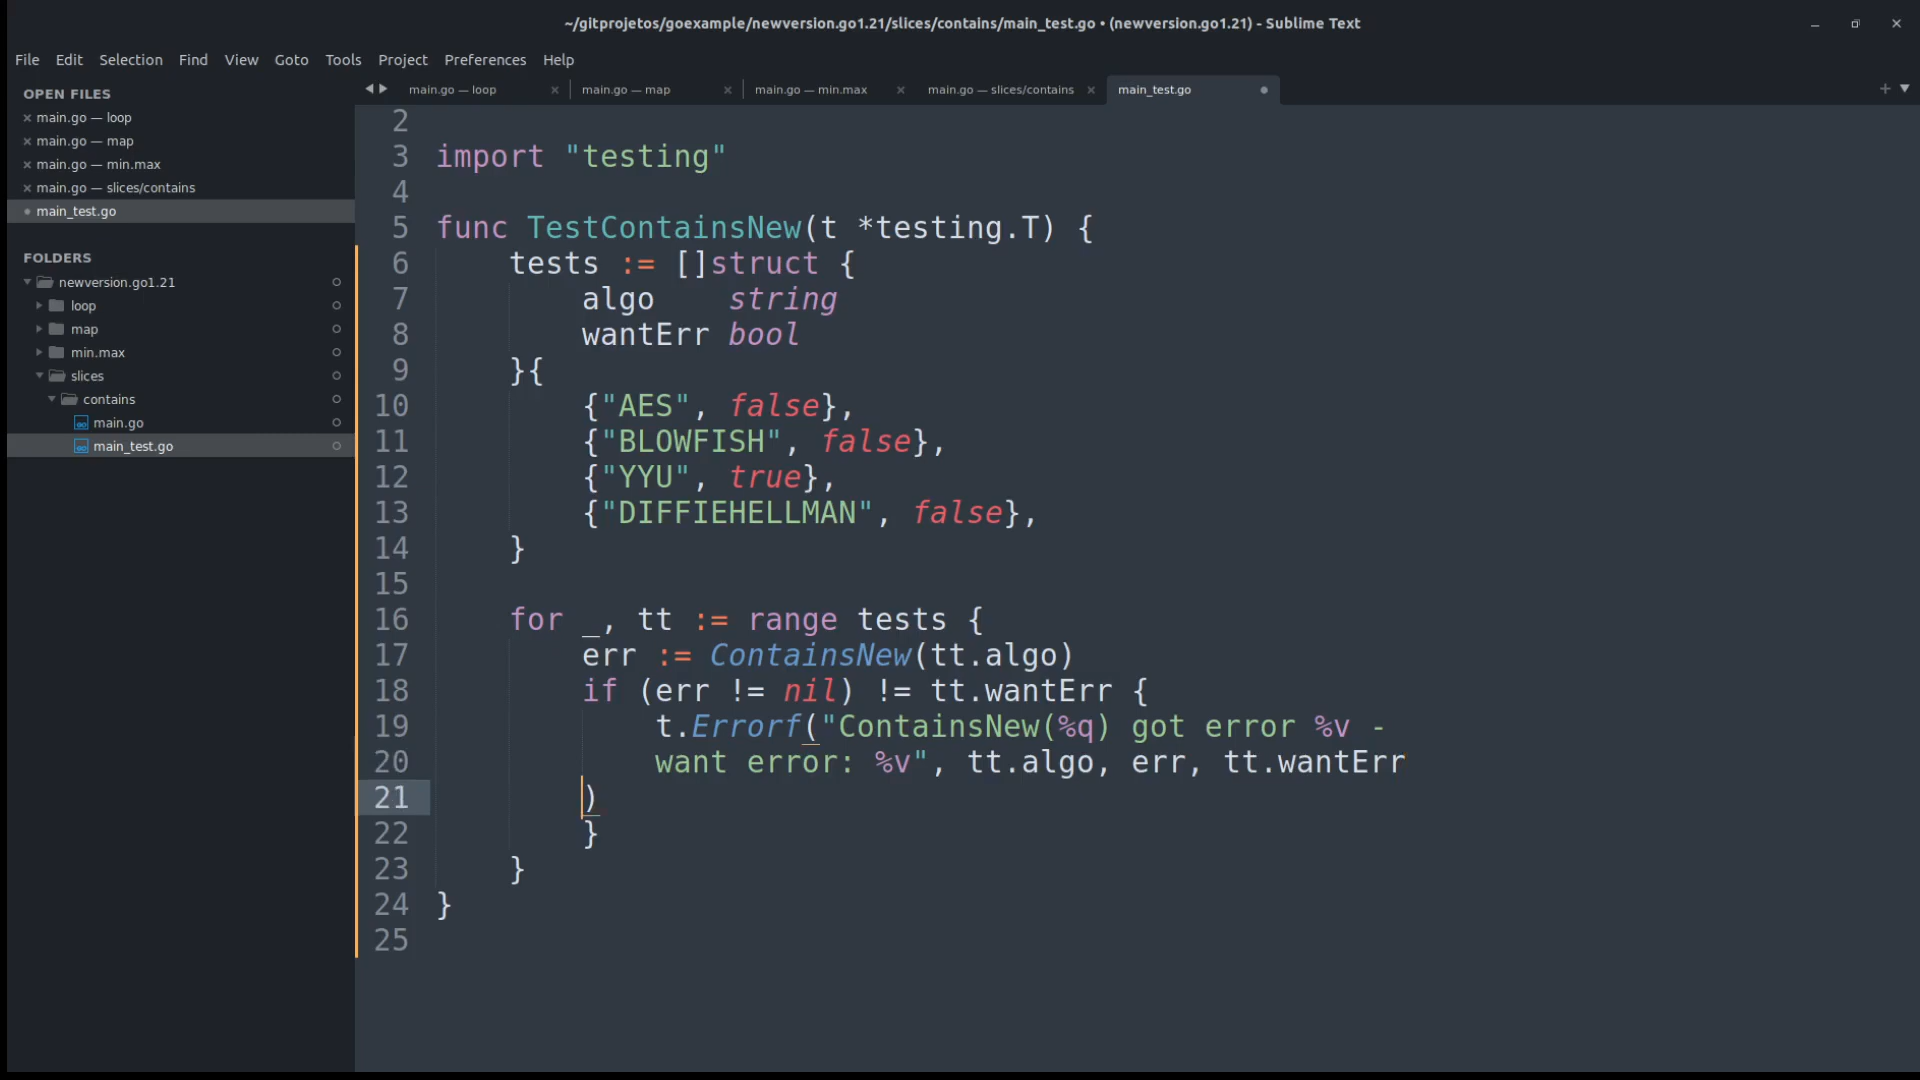 ~/gitprojetos/goexample/newversion.go1.21/slices/contains/main_test.go • (newversion.go1.21) - Sublime Text
File Edit Selection Find View Goto Tools Project Preferences Help
OPEN FILES
main.go — loop
main.go — map
main.go — min.max
main.go — slices/contains
main_test.go
FOLDERS
newversion.go1.21
loop
map
min.max
slices
contains
main.go
main_test.go
main.go — loop
main.go — map
main.go — min.max
main.go — slices/contains
main_test.go
2
3 import "testing"
4
5 func TestContainsNew(t *testing.T) {
6     tests := []struct {
7         algo    string
8         wantErr bool
9     }{
10         {"AES", false},
11         {"BLOWFISH", false},
12         {"YYU", true},
13         {"DIFFIEHELLMAN", false},
14     }
15
16     for _, tt := range tests {
17         err := ContainsNew(tt.algo)
18         if (err != nil) != tt.wantErr {
19             t.Errorf("ContainsNew(%q) got error %v -
20             want error: %v", tt.algo, err, tt.wantErr
21         )
22         }
23     }
24 }
25